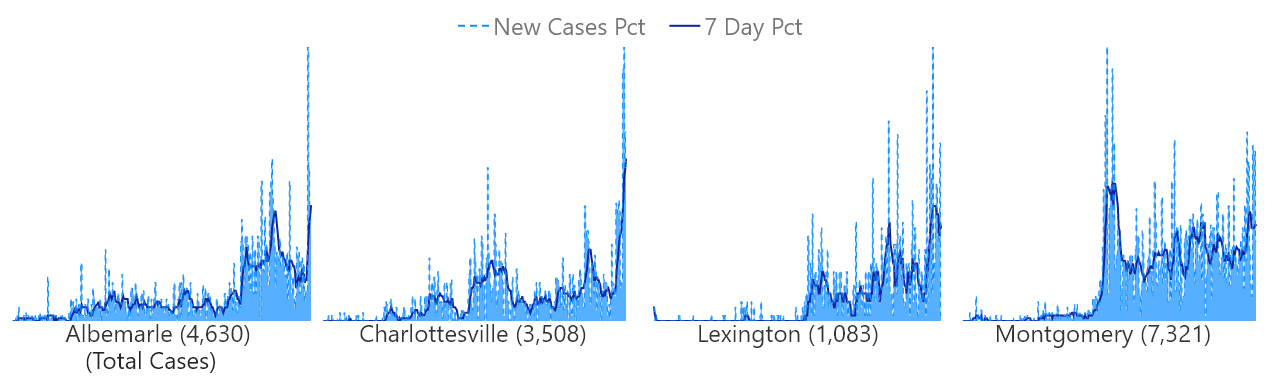 New Cases Pct 7 Day Pct
Albemarle (4,630) Charlottesville (3,508) Lexington (1,083) Montgomery (7,321)
(Total Cases)